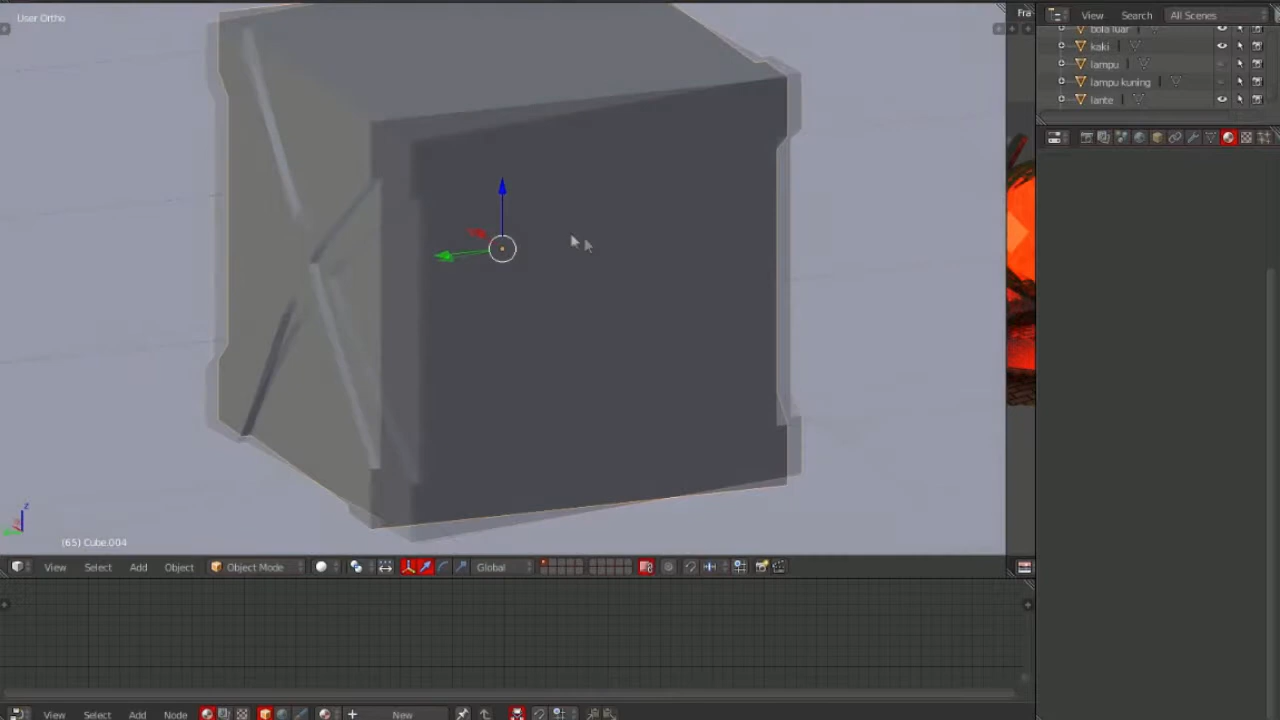 User Ortho
Fra
View Search All Scenes
bola luar
kaki
lampu
lampu kuning
lante
z
(65) Cube.004
View Select Add Object Object Mode Global
View Select Add Node New